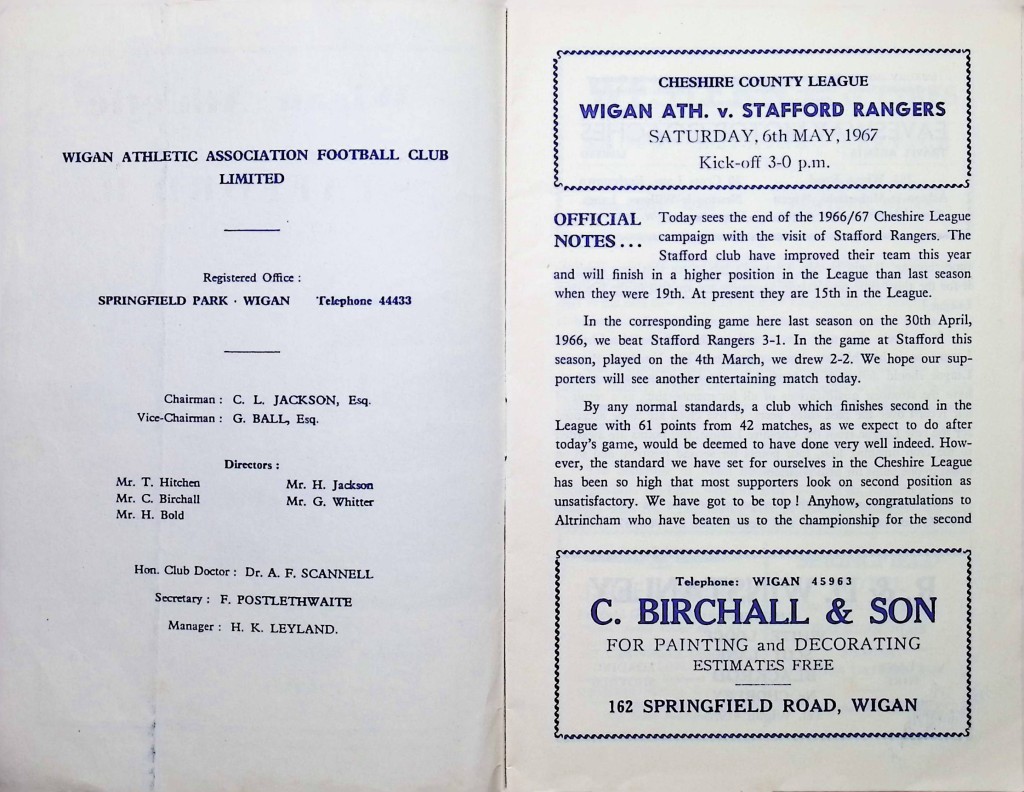 WIGAN ATHLETIC ASSOCIATION FOOTBALL CLUB
LIMITED
Registered Office :
SPRINGFIELD PARK · WIGAN Telephone 44433
Chairman : C. L. JACKSON, Esq.
Vice-Chairman : G. BALL, Esq.
Directors :
Mr. T. Hitchen Mr. H. Jackson
Mr. C. Birchall Mr. G. Whitter
Mr. H. Bold
Hon. Club Doctor : Dr. A. F. SCANNELL
Secretary : F. POSTLETHWAITE
Manager : H. K. LEYLAND.
CHESHIRE COUNTY LEAGUE
WIGAN ATH. v. STAFFORD RANGERS
SATURDAY, 6th MAY, 1967
Kick-off 3-0 p.m.
OFFICIAL NOTES... Today sees the end of the 1966/67 Cheshire League
campaign with the visit of Stafford Rangers. The
Stafford club have improved their team this year
and will finish in a higher position in the League than last season
when they were 19th. At present they are 15th in the League.
In the corresponding game here last season on the 30th April,
1966, we beat Stafford Rangers 3-1. In the game at Stafford this
season, played on the 4th March, we drew 2-2. We hope our sup-
porters will see another entertaining match today.
By any normal standards, a club which finishes second in the
League with 61 points from 42 matches, as we expect to do after
today's game, would be deemed to have done very well indeed. How-
ever, the standard we have set for ourselves in the Cheshire League
has been so high that most supporters look on second position as
unsatisfactory. We have got to be top ! Anyhow, congratulations to
Altrincham who have beaten us to the championship for the second
Telephone: WIGAN 45963
C. BIRCHALL & SON
FOR PAINTING and DECORATING
ESTIMATES FREE
162 SPRINGFIELD ROAD, WIGAN